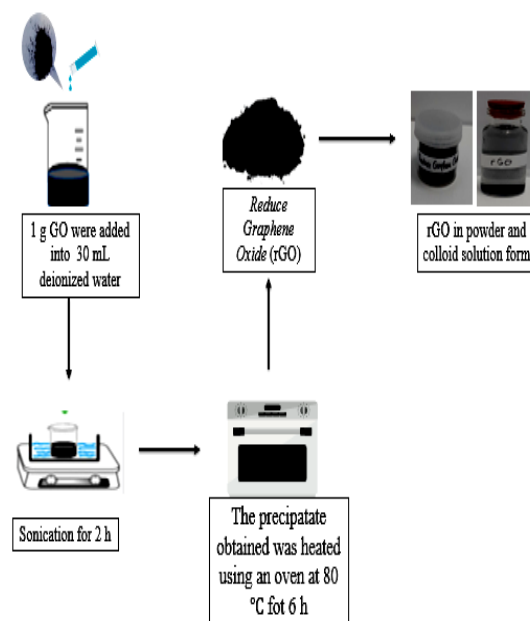 1 g GO were added
into 30 mL
deionized water
Sonication for 2 h
The precipatate
obtained was heated
using an oven at 80
°C fot 6 h
Reduce
Graphene
Oxide (rGO)
rGO
rGO in powder and
colloid solution form